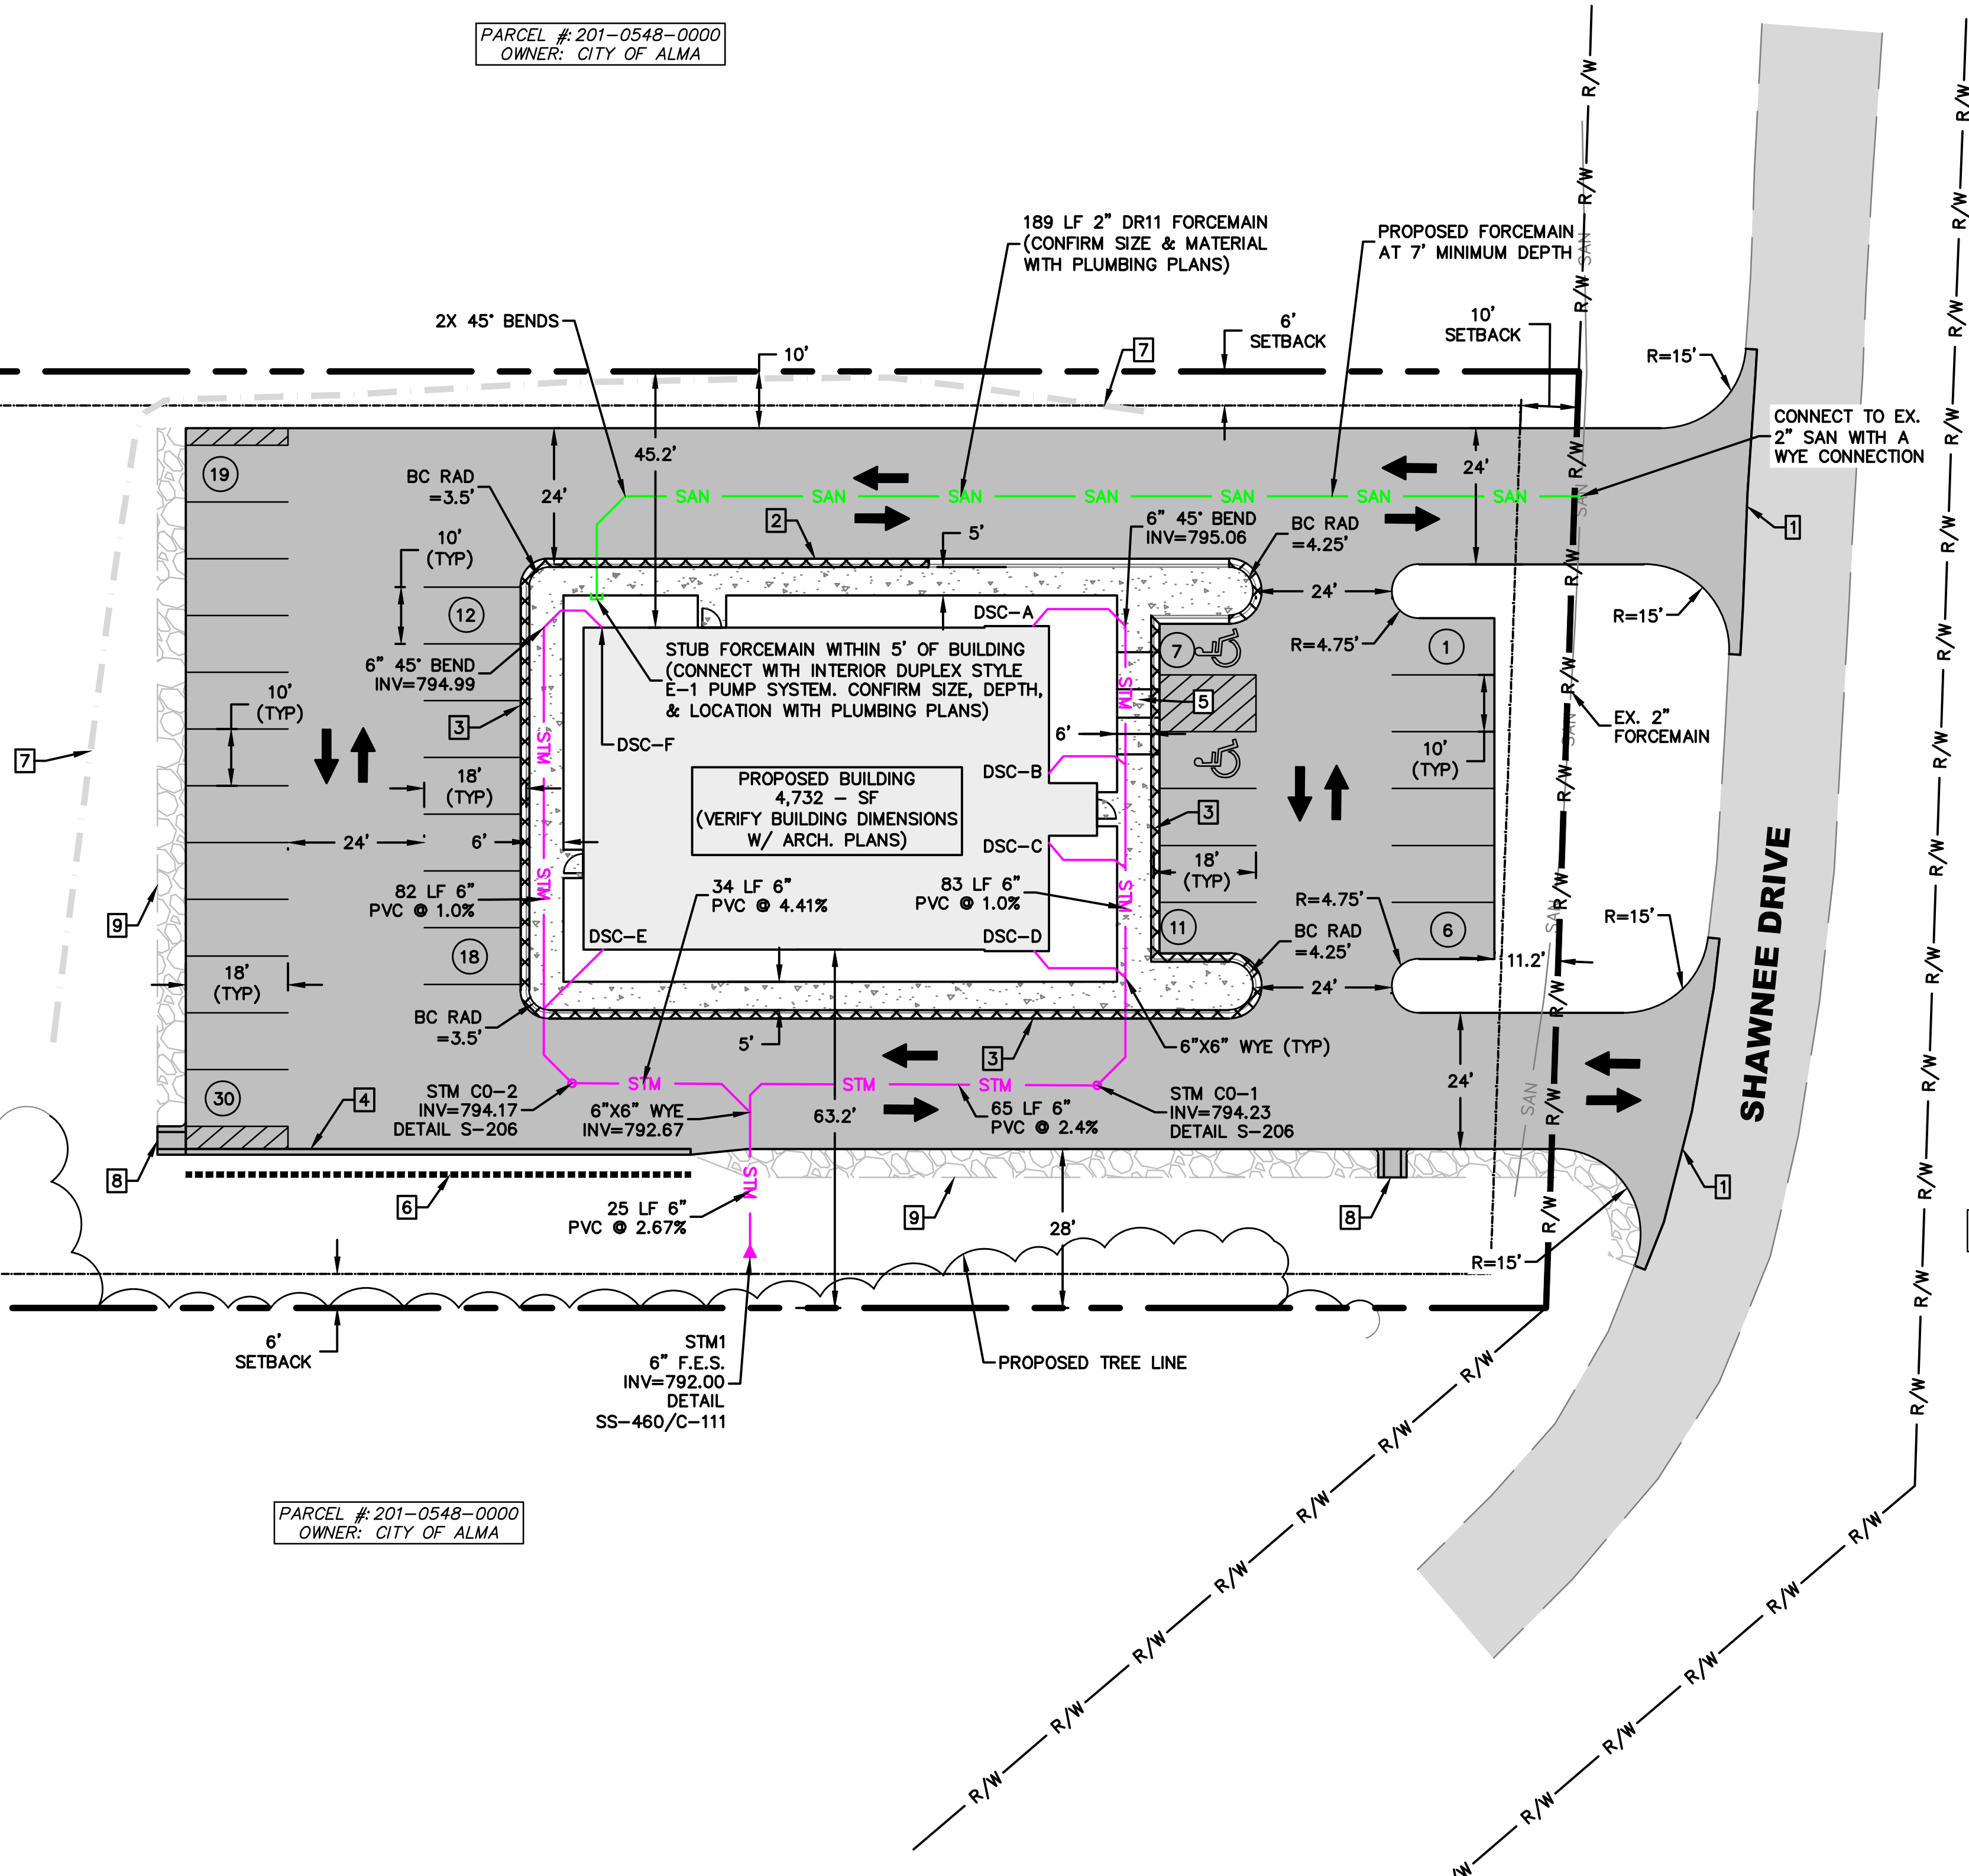 PARCEL #: 201-0548-0000
OWNER: CITY OF ALMA
R/W
R/W
R/W
R/W
R/W
R/W
189 LF 2" DR11 FORCEMAIN
(CONFIRM SIZE & MATERIAL
WITH PLUMBING PLANS)
PROPOSED FORCEMAIN
AT 7' MINIMUM DEPTH
SAN
R/W
R/W
2X 45° BENDS
10'
7
6'
SETBACK
10'
SETBACK
R=15'
CONNECT TO EX.
2" SAN WITH A
WYE CONNECTION
19
BC RAD
=3.5'
24'
45.2'
24'
R/W
R/W
SAN
SAN
SAN
SAN
SAN
SAN
SAN
SAN
10'
(TYP)
2
5'
6" 45° BEND
INV=795.06
BC RAD
=4.25'
1
12
24'
R=4.75'
R=15'
R/W
DSC-A
6" 45° BEND
INV=794.99
STUB FORCEMAIN WITHIN 5' OF BUILDING
(CONNECT WITH INTERIOR DUPLEX STYLE
E-1 PUMP SYSTEM. CONFIRM SIZE, DEPTH,
& LOCATION WITH PLUMBING PLANS)
7
1
STM
5
10'
(TYP)
3
STM
DSC-F
6'
10'
(TYP)
SAN
EX. 2"
FORCEMAIN
7
18'
(TYP)
PROPOSED BUILDING
4,732 - SF
(VERIFY BUILDING DIMENSIONS
W/ ARCH. PLANS)
DSC-B
3
R/W
24'
6'
DSC-C
18'
(TYP)
82 LF 6"
PVC @ 1.0%
STM
34 LF 6"
PVC @ 4.41%
83 LF 6"
PVC @ 1.0%
STM
R=4.75'
R=15'
SHAWNEE DRIVE
9
18
DSC-E
DSC-D
11
BC RAD
=4.25'
6
SAN
18'
(TYP)
24'
11.2'
R/W
BC RAD
=3.5'
5'
3
6"X6" WYE (TYP)
30
4
STM CO-2
INV=794.17
DETAIL S-206
STM
6"X6" WYE
INV=792.67
63.2'
STM
STM
65 LF 6"
PVC @ 2.4%
STM CO-1
INV=794.23
DETAIL S-206
24'
SAN
R/W
8
6
STM
25 LF 6"
PVC @ 2.67%
9
28'
8
1
R/W
R=15'
6'
SETBACK
STM1
6" F.E.S.
INV=792.00
DETAIL
SS-460/C-111
PROPOSED TREE LINE
R/W
R/W
R/W
R/W
PARCEL #: 201-0548-0000
OWNER: CITY OF ALMA
R/W
R/W
R/W
R/W
R/W
R/W
R/W
R/W